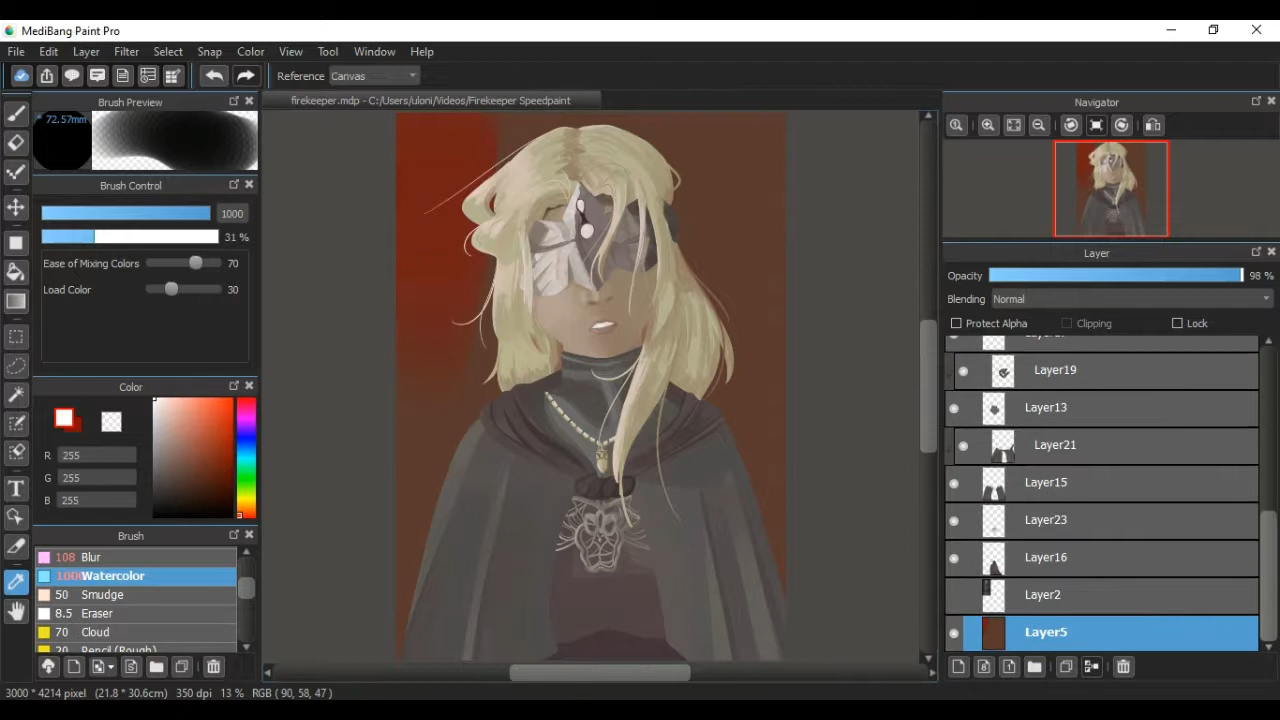 MediBang Paint Pro
File Edit Layer Filter Select Snap Color View Tool Window Help
Reference Canvas
Brush Preview
firekeeper.mdp - C:/Users/uloni/Videos/Firekeeper Speedpaint
Navigator
72.57mm
Brush Control
1000
31 %
Ease of Mixing Colors 70
Load Color 30
Color
R 255
G 255
B 255
Brush
108 Blur
1000 Watercolor
50 Smudge
8.5 Eraser
70 Cloud
20 Pencil (Rough)
T
Layer
Opacity 98 %
Blending Normal
Protect Alpha Clipping Lock
Layer19
Layer13
Layer21
Layer15
Layer23
Layer16
Layer2
Layer5
3000 * 4214 pixel (21.8 * 30.6cm) 350 dpi 13 % RGB ( 90, 58, 47 )